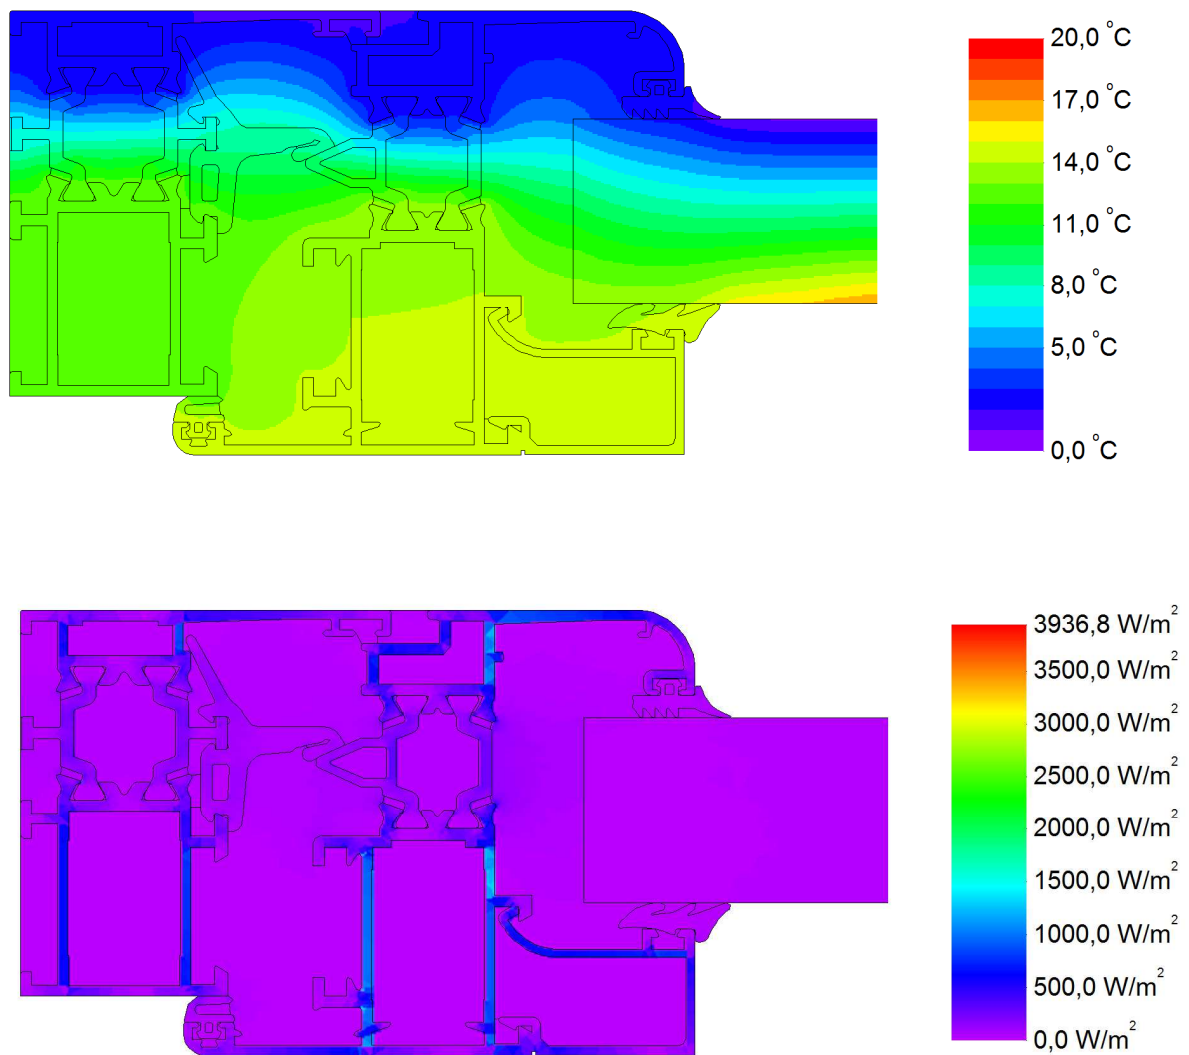 20,0 °C
17,0 °C
14,0 °C
11,0 °C
8,0 °C
5,0 °C
0,0 °C
3936,8 W/m²
3500,0 W/m²
3000,0 W/m²
2500,0 W/m²
2000,0 W/m²
1500,0 W/m²
1000,0 W/m²
500,0 W/m²
0,0 W/m²